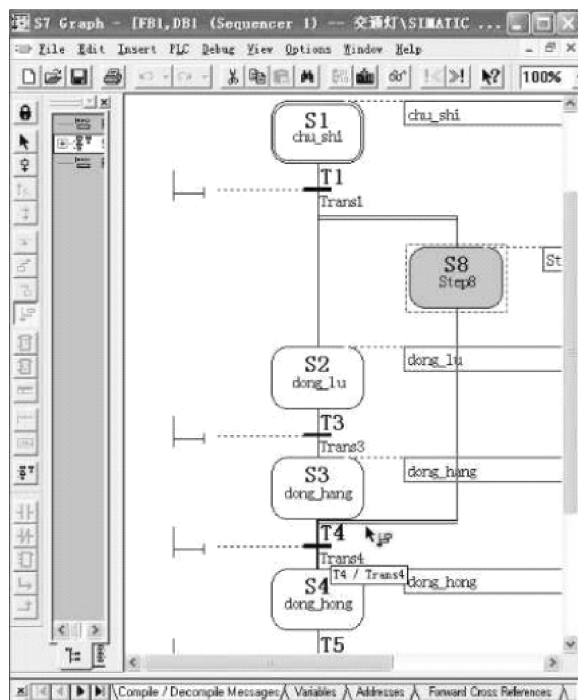 S7 Graph - [FB1,DB1 (Sequencer 1) -- 交通灯\SIMATIC ...
File Edit Insert PLC Debug View Options Window Help
100%
S1
chu_shi
chu_shi
T1
Trans1
S8
Step8
St
S2
dong_lu
dong_lu
T3
Trans3
S3
dong_hang
dong_hang
T4
Trans4
T4 / Trans4
S4
dong_hong
dong_hong
T5
Compile / Decompile Messages Variables Addresses Forward Cross References